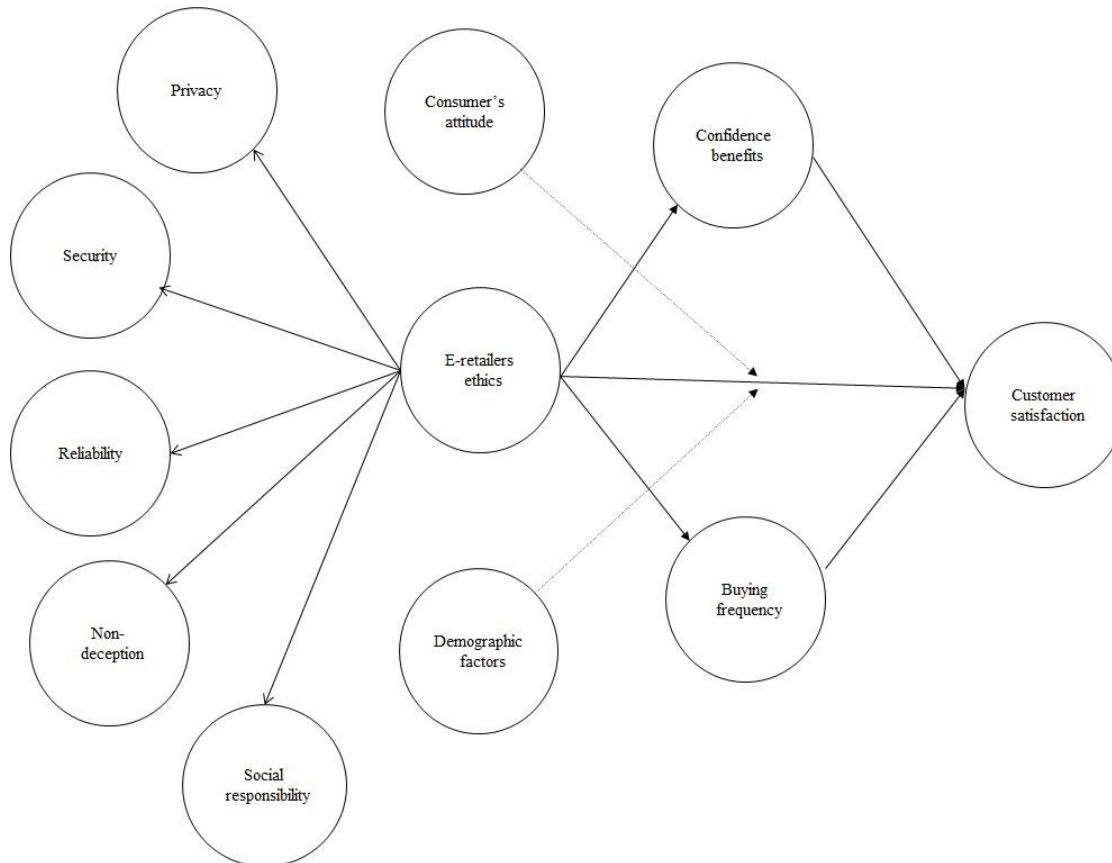 Privacy
Consumer’s
attitude
Confidence
benefits
Security
E-retailers
ethics
Customer
satisfaction
Reliability
Buying
frequency
Non-
deception
Demographic
factors
Social
responsibility